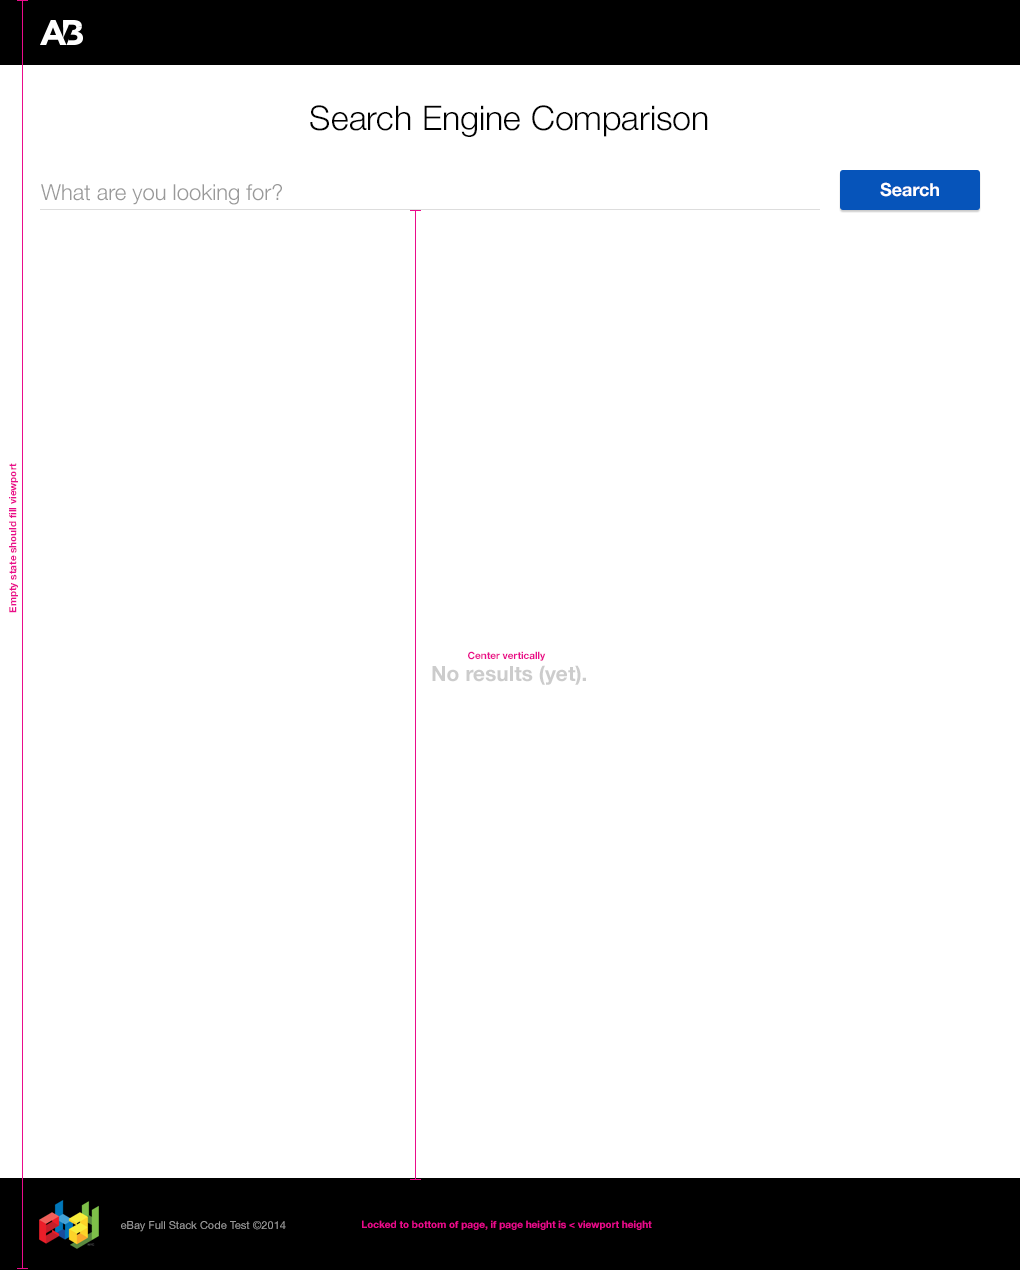 AB
Search Engine Comparison
What are you looking for?
Search
Empty state should fill viewport
Center vertically
No results (yet).
ebay
eBay Full Stack Code Test ©2014
Locked to bottom of page, if page height is < viewport height